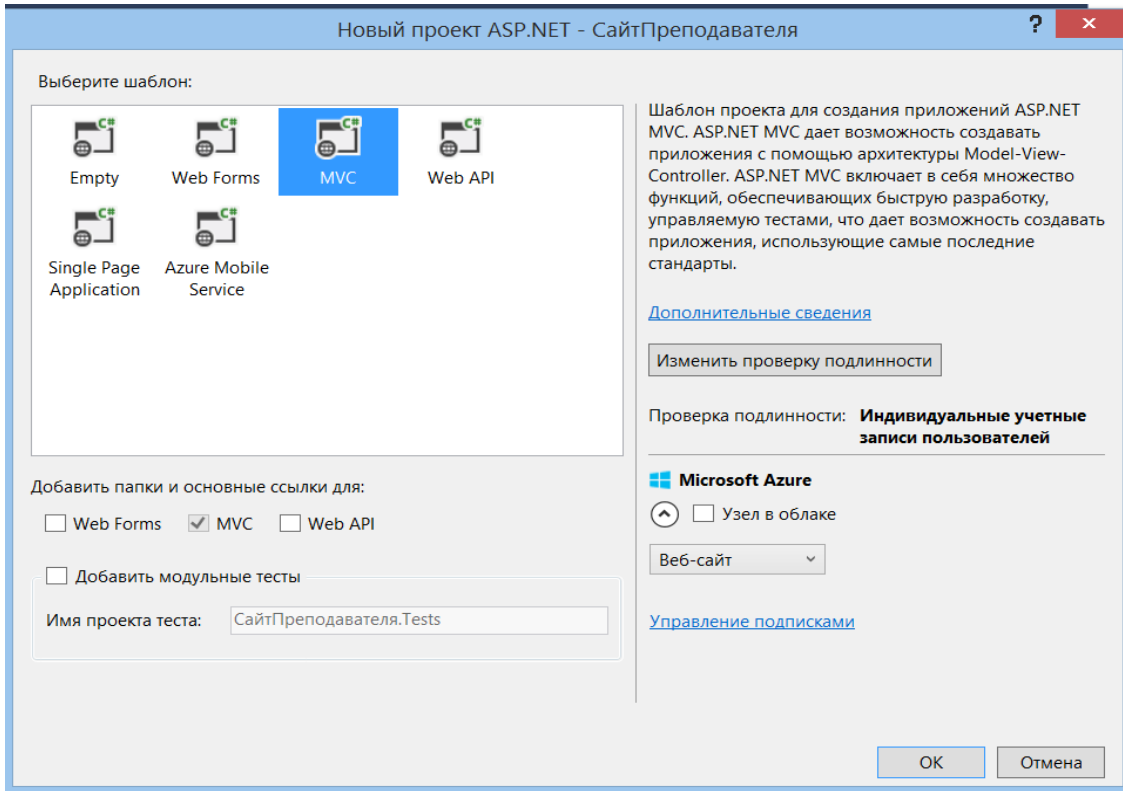 Новый проект ASP.NET - СайтПреподавателя
?
Выберите шаблон:
C#
C#
C#
C#
Empty
Web Forms
MVC
Web API
C#
C#
Single Page
Application
Azure Mobile
Service
Добавить папки и основные ссылки для:
Web Forms
MVC
Web API
Добавить модульные тесты
Имя проекта теста:
СайтПреподавателя.Tests
Шаблон проекта для создания приложений ASP.NET
MVC. ASP.NET MVC дает возможность создавать
приложения с помощью архитектуры Model-View-
Controller. ASP.NET MVC включает в себя множество
функций, обеспечивающих быструю разработку,
управляемую тестами, что дает возможность создавать
приложения, использующие самые последние
стандарты.
Дополнительные сведения
Изменить проверку подлинности
Проверка подлинности:
Индивидуальные учетные
записи пользователей
Microsoft Azure
Узел в облаке
Веб-сайт
Управление подписками
OK
Отмена